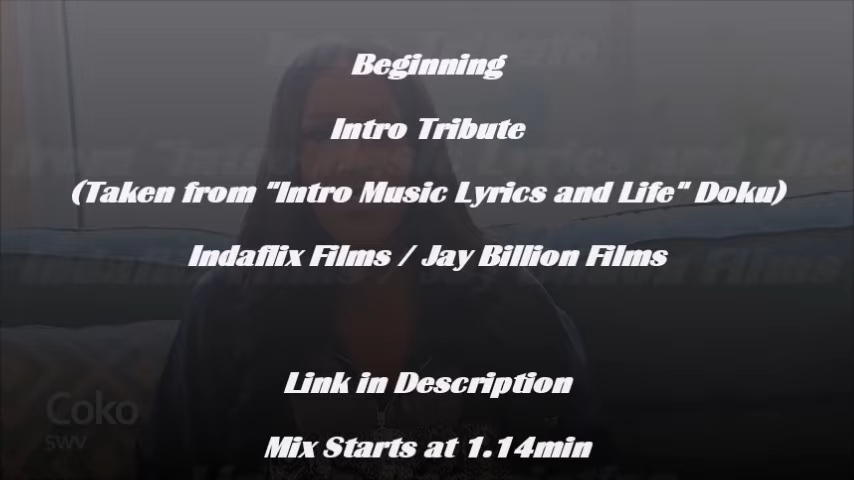 Beginning
Intro Tribute
(Taken from "Intro Music Lyrics and Life" Doku)
Indaflix Films / Jay Billion Films
Link in Description
Coko
SWV
Mix Starts at 1.14min